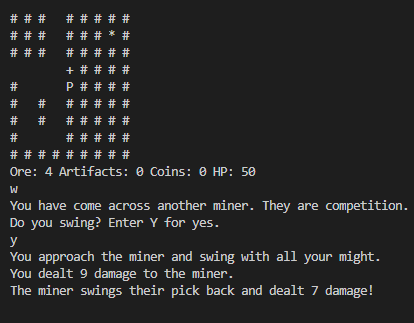 # # #   # # # # #
# # #   # # # * #
# # #   # # # # #
        + # # # #
#       P # # # #
#   #   # # # # #
#   #   # # # # #
#       # # # # #
# # # # # # # # #
Ore: 4 Artifacts: 0 Coins: 0 HP: 50
w
You have come across another miner. They are competition.
Do you swing? Enter Y for yes.
y
You approach the miner and swing with all your might.
You dealt 9 damage to the miner.
The miner swings their pick back and dealt 7 damage!